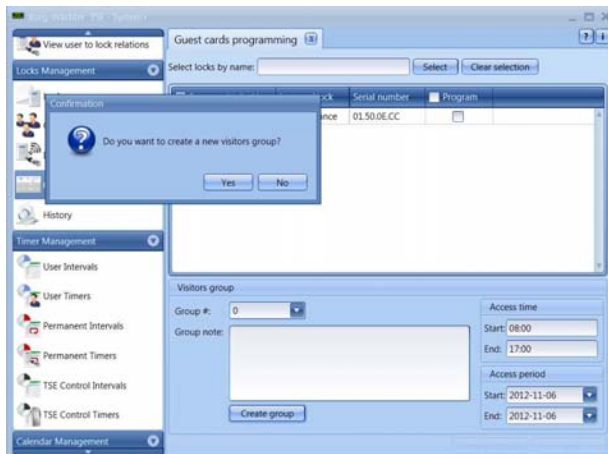 View user to lock relations
Guest cards programming
Locks Management
Select locks by name:
Select
Clear selection
Confirmation
Serial number
Program
01.50.0E.CC
Do you want to create a new visitors group?
Yes
No
History
Timer Management
User Intervals
User Timers
Permanent Intervals
Permanent Timers
TSE Control Intervals
TSE Control Timers
Calendar Management
Visitors group
Group #:
0
Group note:
Create group
Access time
Start: 08:00
End: 17:00
Access period
Start: 2012-11-06
End: 2012-11-06